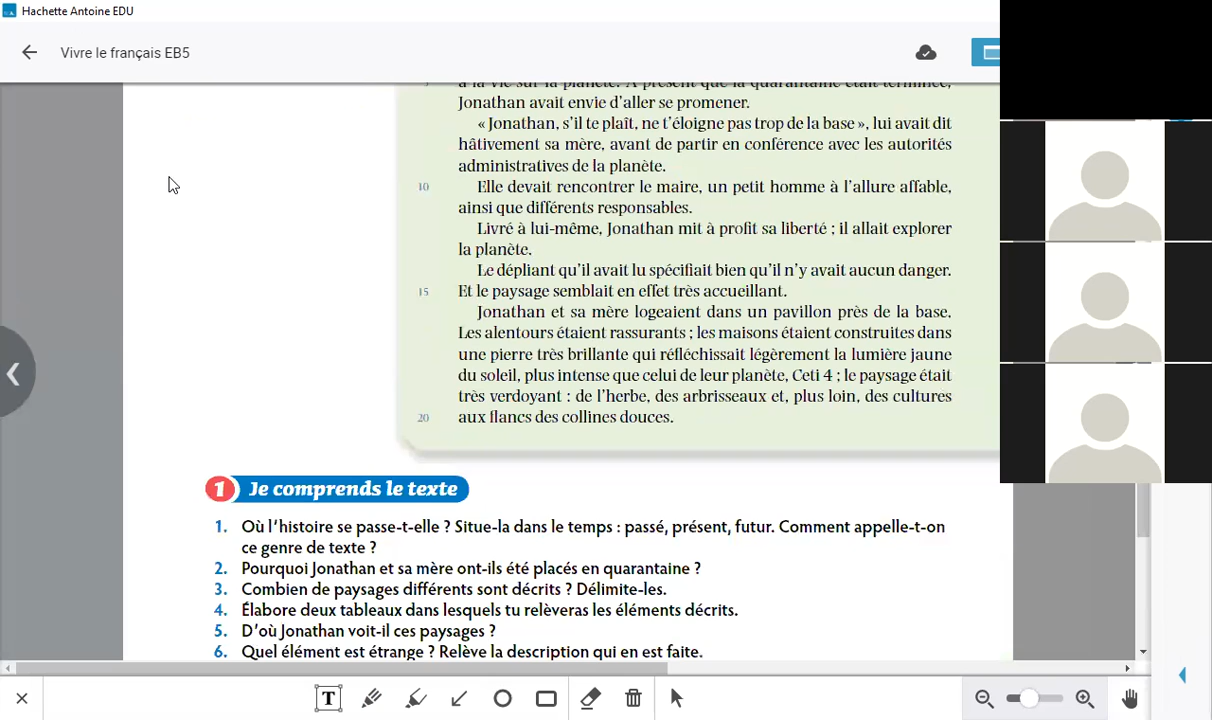 Hachette Antoine EDU
Vivre le français EB5
à la vie sur la planète. À présent que la quarantaine était terminée,
Jonathan avait envie d'aller se promener.
« Jonathan, s'il te plaît, ne t'éloigne pas trop de la base », lui avait dit
hâtivement sa mère, avant de partir en conférence avec les autorités
administratives de la planète.
10 Elle devait rencontrer le maire, un petit homme à l'allure affable,
ainsi que différents responsables.
Livré à lui-même, Jonathan mit à profit sa liberté ; il allait explorer
la planète.
Le dépliant qu'il avait lu spécifiait bien qu'il n'y avait aucun danger.
15 Et le paysage semblait en effet très accueillant.
Jonathan et sa mère logeaient dans un pavillon près de la base.
Les alentours étaient rassurants ; les maisons étaient construites dans
une pierre très brillante qui réfléchissait légèrement la lumière jaune
du soleil, plus intense que celui de leur planète, Ceti 4 ; le paysage était
très verdoyant : de l'herbe, des arbrisseaux et, plus loin, des cultures
20 aux flancs des collines douces.
1 Je comprends le texte
1. Où l'histoire se passe-t-elle ? Situe-la dans le temps : passé, présent, futur. Comment appelle-t-on
ce genre de texte ?
2. Pourquoi Jonathan et sa mère ont-ils été placés en quarantaine ?
3. Combien de paysages différents sont décrits ? Délimite-les.
4. Élabore deux tableaux dans lesquels tu relèveras les éléments décrits.
5. D'où Jonathan voit-il ces paysages ?
6. Quel élément est étrange ? Relève la description qui en est faite.
T